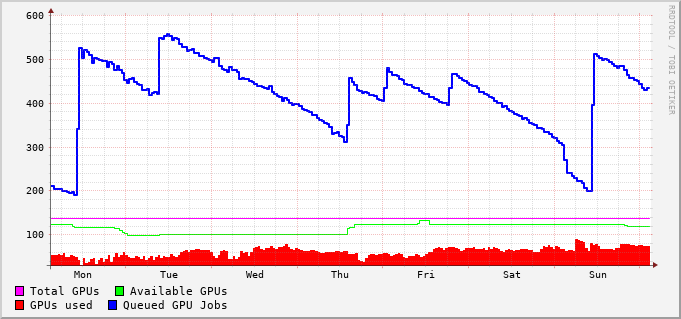 600
500
400
300
200
100
Mon Tue Wed Thu Fri Sat Sun
RRDTOOL / TOBI OETIKER
Total GPUs Available GPUs
GPUs used Queued GPU Jobs